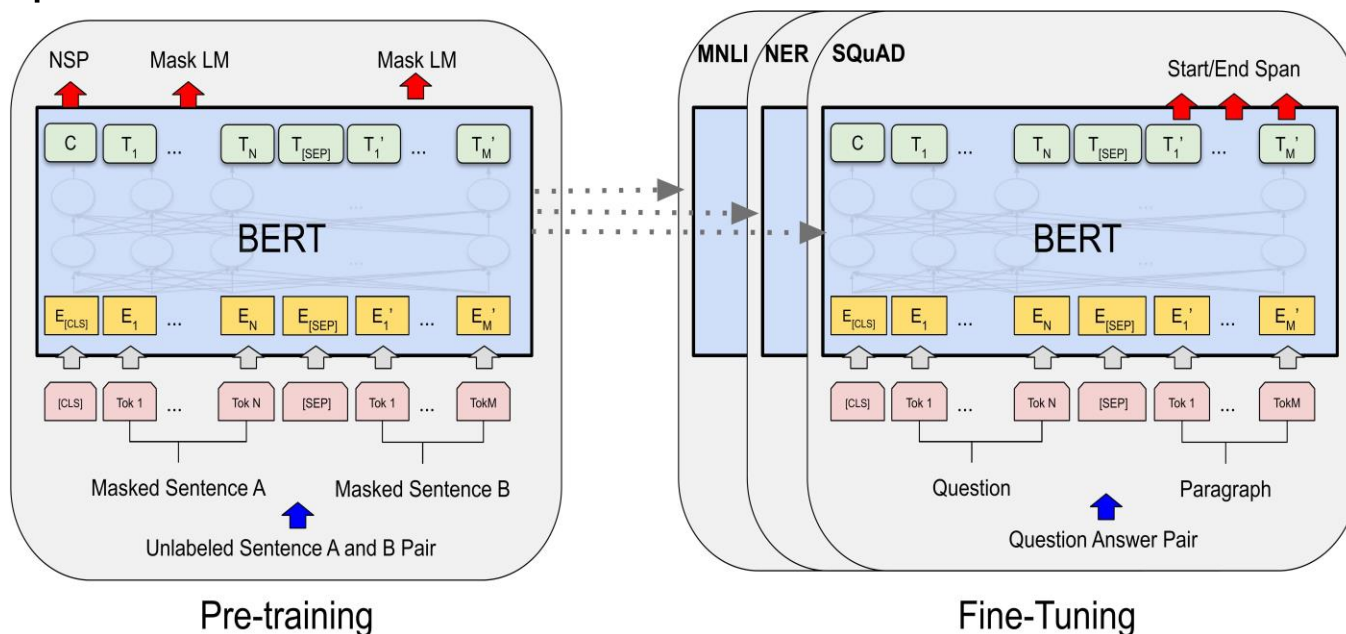 NSP Mask LM Mask LM
C T1 ... TN T[SEP] T1' ... TM'
BERT
E[CLS] E1 ... EN E[SEP] E1' ... EM'
[CLS] Tok 1 ... Tok N [SEP] Tok 1 ... TokM
Masked Sentence A Masked Sentence B
Unlabeled Sentence A and B Pair
Pre-training
MNLI NER SQuAD
Start/End Span
C T1 ... TN T[SEP] T1' ... TM'
BERT
E[CLS] E1 ... EN E[SEP] E1' ... EM'
[CLS] Tok 1 ... Tok N [SEP] Tok 1 ... TokM
Question Paragraph
Question Answer Pair
Fine-Tuning